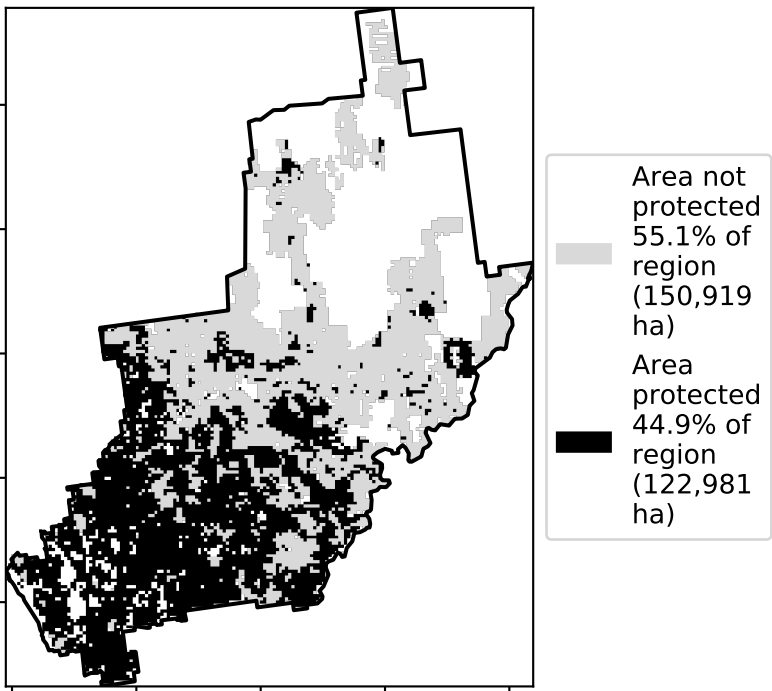 Area not
protected
55.1% of
region
(150,919
ha)
Area
protected
44.9% of
region
(122,981
ha)